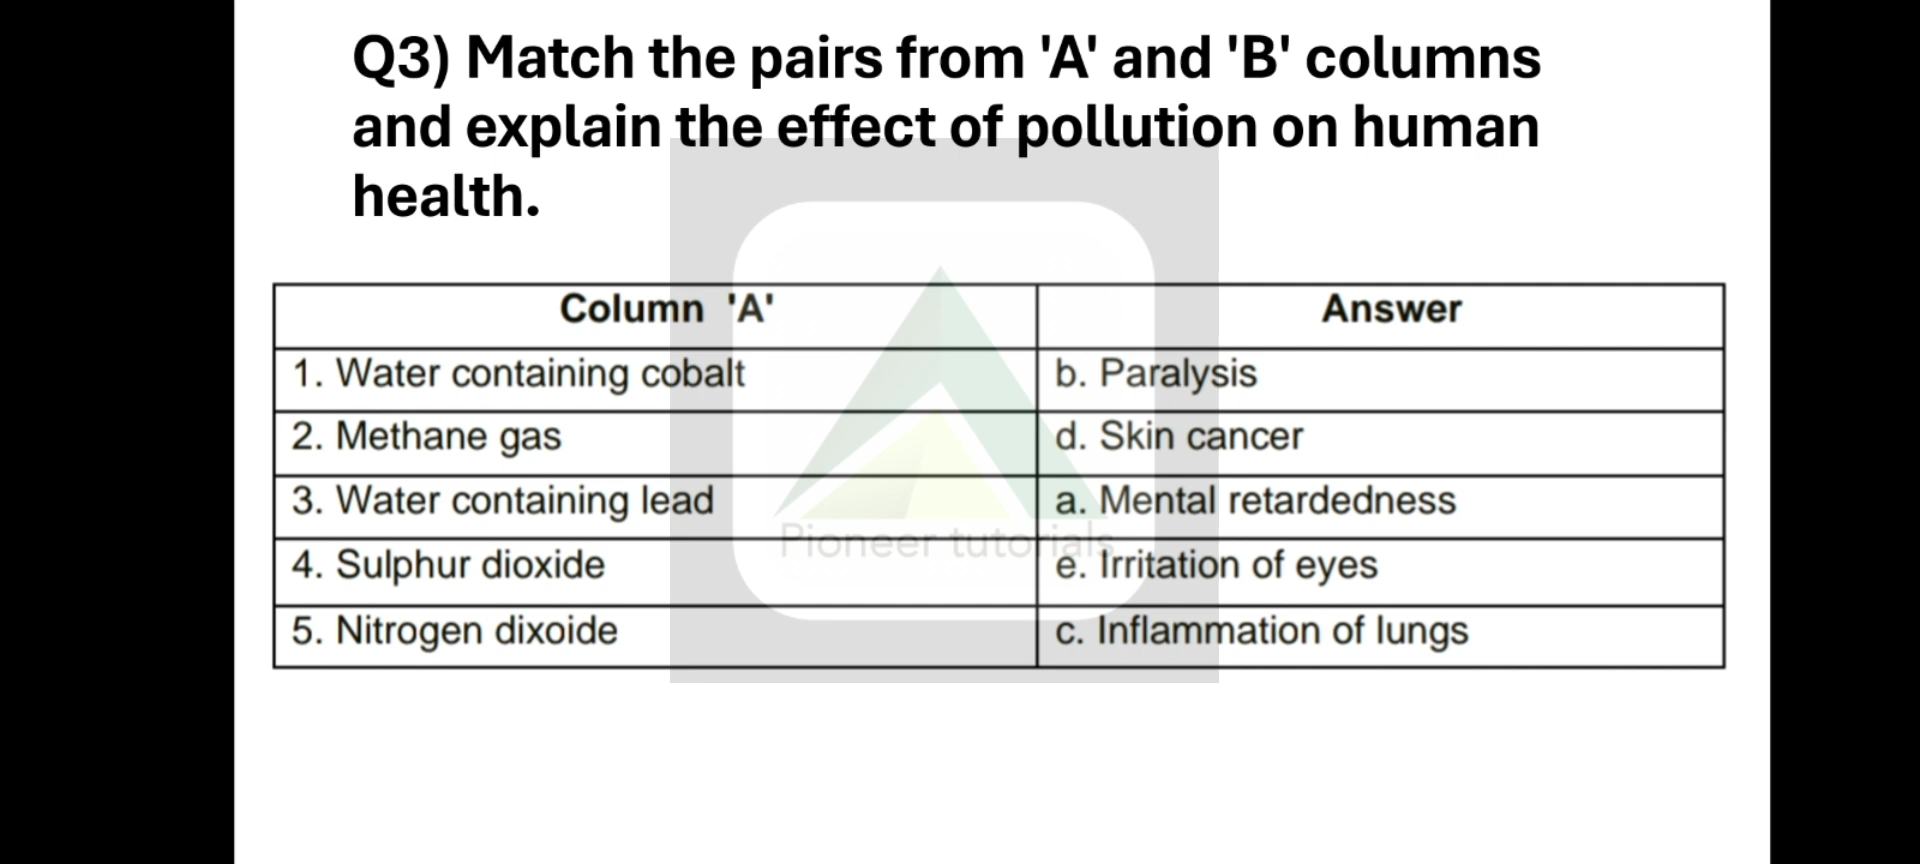 Q3) Match the pairs from 'A' and 'B' columns
and explain the effect of pollution on human
health.
Column 'A' Answer
1. Water containing cobalt b. Paralysis
2. Methane gas d. Skin cancer
3. Water containing lead a. Mental retardedness
Pioneer tutorials
4. Sulphur dioxide e. Irritation of eyes
5. Nitrogen dixoide c. Inflammation of lungs